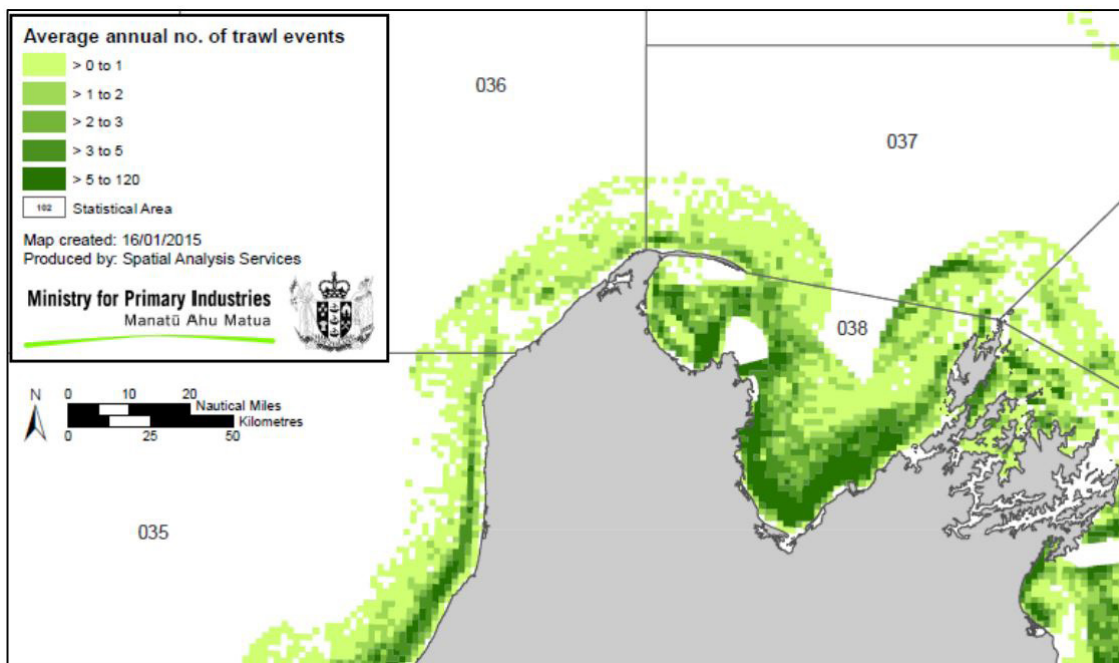 Average annual no. of trawl events
> 0 to 1
> 1 to 2
> 2 to 3
> 3 to 5
> 5 to 120
102 Statistical Area
Map created: 16/01/2015
Produced by: Spatial Analysis Services
Ministry for Primary Industries
Manatū Ahu Matua
N
0 10 20
Nautical Miles
Kilometres
0 25 50
036
037
038
035